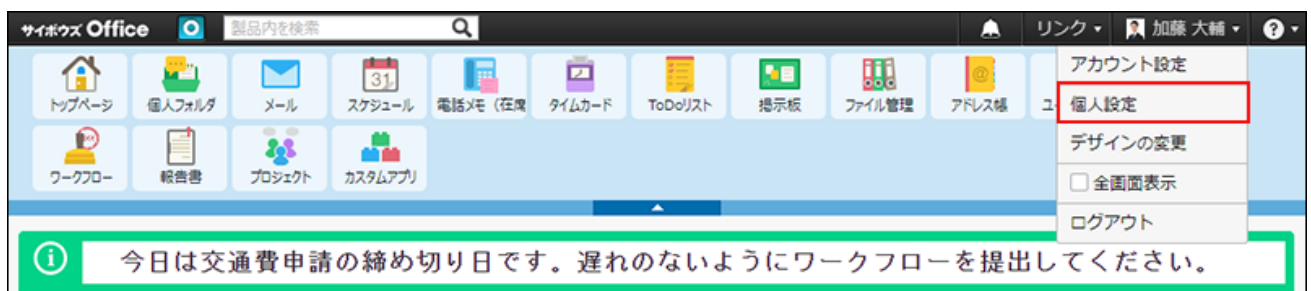 サイボウズ Office 製品内を検索 リンク 加藤 大輔
トップページ 個人フォルダ メール 31 スケジュール 電話メモ（在席 タイムカード ToDoリスト 掲示板 ファイル管理 アドレス帳 ユ
ワークフロー 報告書 プロジェクト カスタムアプリ
アカウント設定
個人設定
デザインの変更
全画面表示
ログアウト
今日は交通費申請の締め切り日です。遅れのないようにワークフローを提出してください。